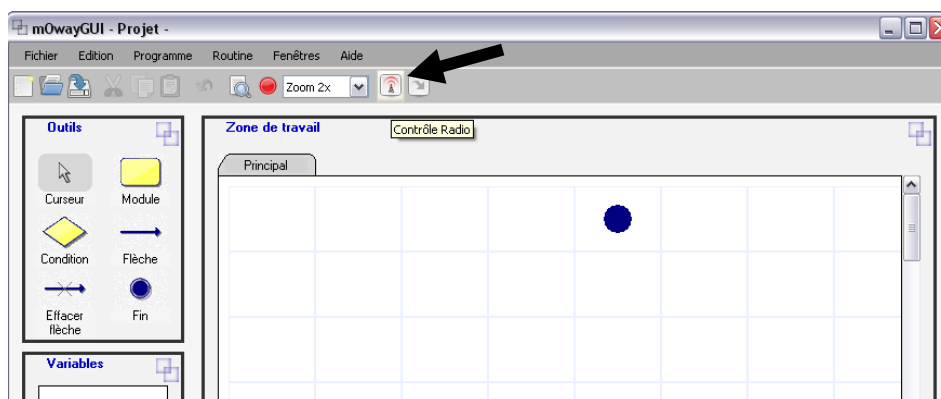 mOwayGUI - Projet -
Fichier Edition Programme Routine Fenêtres Aide
Zoom 2x
Contrôle Radio
Outils
Zone de travail
Principal
Curseur Module
Condition Flèche
Effacer flèche
Fin
Variables